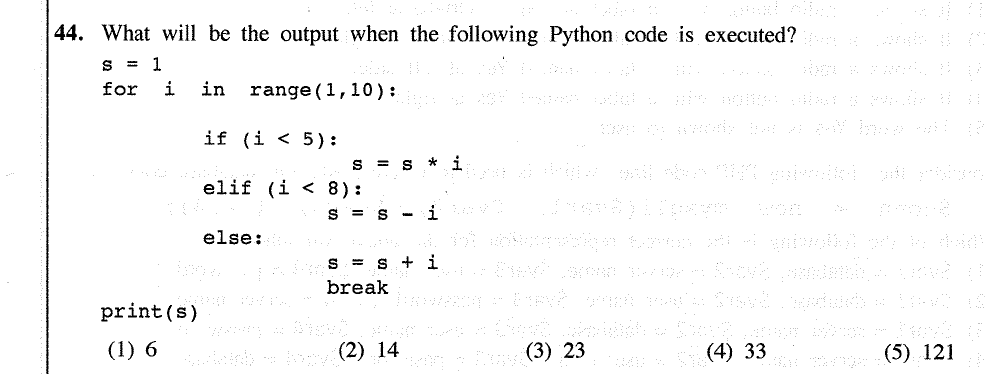 44. What will be the output when the following Python code is executed?
s = 1
for i in range(1,10):
if (i < 5):
s = s * i
elif (i < 8):
s = s - i
else:
s = s + i
break
print(s)
(1) 6 (2) 14 (3) 23 (4) 33 (5) 121